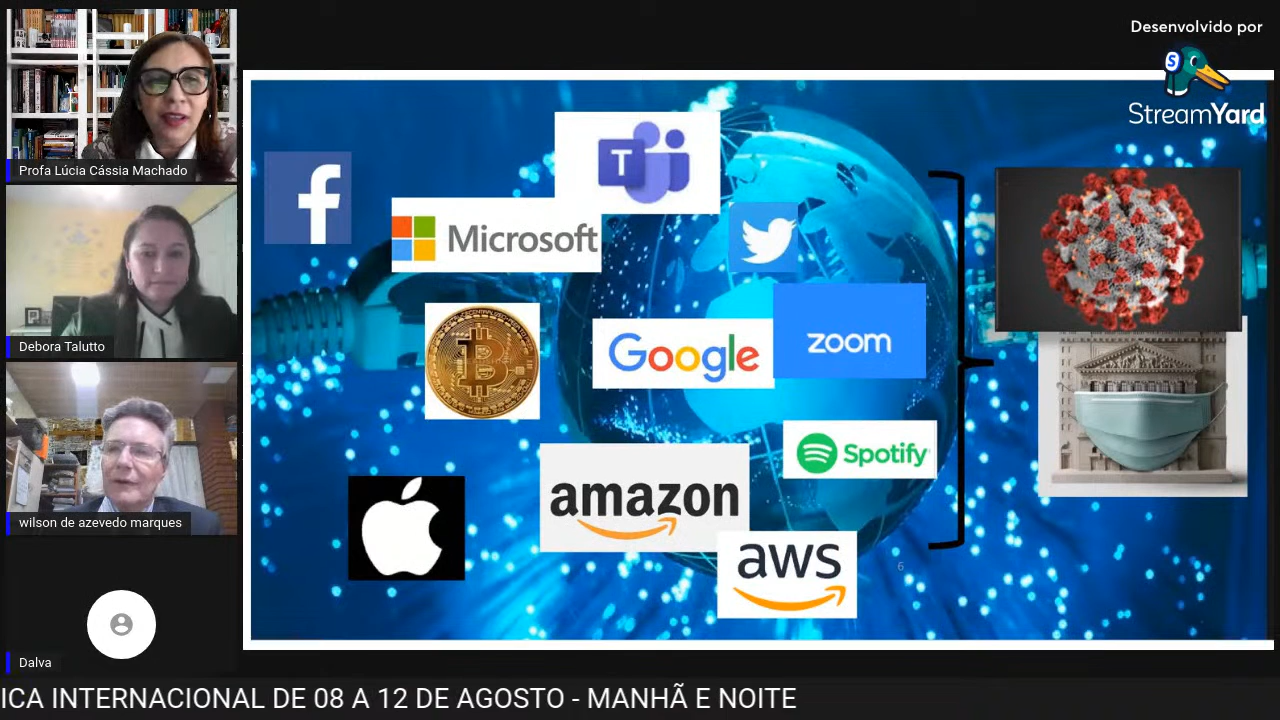 Desenvolvido por
StreamYard
Profa Lúcia Cássia Machado
Debora Talutto
wilson de azevedo marques
Dalva
f
T
Microsoft
B
Google
zoom
Spotify
amazon
aws
6
ICA INTERNACIONAL DE 08 A 12 DE AGOSTO - MANHÃ E NOITE